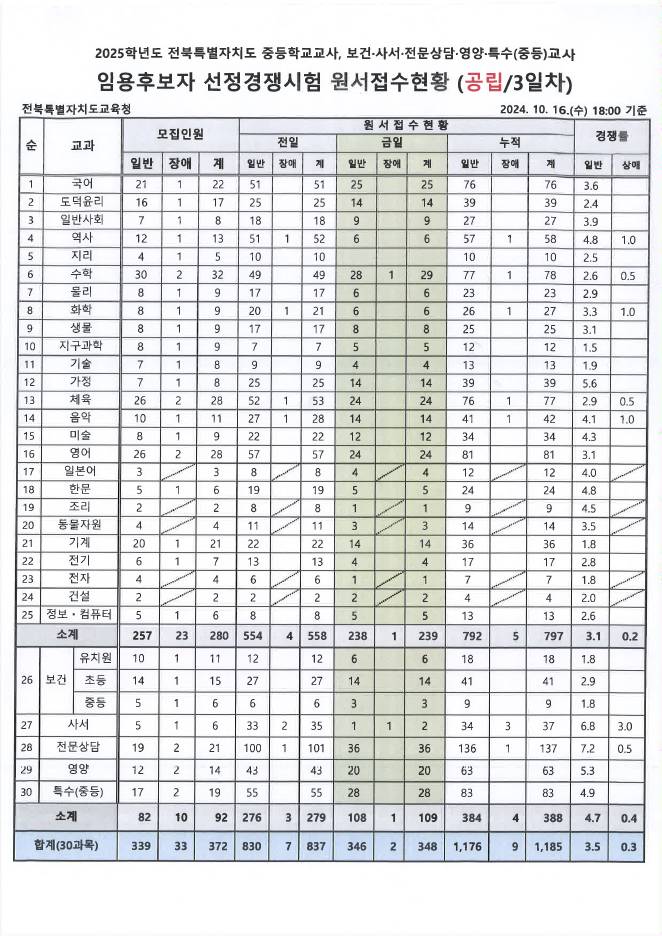 2025학년도 전북특별자치도 중등학교교사, 보건·사서·전문상담·영양·특수(중등)교사
임용후보자 선정경쟁시험 원서접수현황 (공립/3일차)
전북특별자치도교육청 2024. 10. 16.(수) 18:00 기준
순 교과 모집인원 원서접수현황 경쟁률
전일 금일 누적
일반 장애 계 일반 장애 계 일반 장애 계 일반 장애 계 일반 상애
1 국어 21 1 22 51 51 25 25 76 76 3.6
2 도덕윤리 16 1 17 25 25 14 14 39 39 2.4
3 일반사회 7 1 8 18 18 9 9 27 27 3.9
4 역사 12 1 13 51 1 52 6 6 57 1 58 4.8 1.0
5 지리 4 1 5 10 10 10 10 2.5
6 수학 30 2 32 49 49 28 1 29 77 1 78 2.6 0.5
7 물리 8 1 9 17 17 6 6 23 23 2.9
8 화학 8 1 9 20 1 21 6 6 26 1 27 3.3 1.0
9 생물 8 1 9 17 17 8 8 25 25 3.1
10 지구과학 8 1 9 7 7 5 5 12 12 1.5
11 기술 7 1 8 9 9 4 4 13 13 1.9
12 가정 7 1 8 25 25 14 14 39 39 5.6
13 체육 26 2 28 52 1 53 24 24 76 1 77 2.9 0.5
14 음악 10 1 11 27 1 28 14 14 41 1 42 4.1 1.0
15 미술 8 1 9 22 22 12 12 34 34 4.3
16 영어 26 2 28 57 57 24 24 81 81 3.1
17 일본어 3 3 8 8 4 4 12 12 4.0
18 한문 5 1 6 19 19 5 5 24 24 4.8
19 조리 2 2 8 8 1 1 9 9 4.5
20 동물자원 4 4 11 11 3 3 14 14 3.5
21 기계 20 1 21 22 22 14 14 36 36 1.8
22 전기 6 1 7 13 13 4 4 17 17 2.8
23 전자 4 4 6 6 1 1 7 7 1.8
24 건설 2 2 2 2 2 2 4 4 2.0
25 정보·컴퓨터 5 1 6 8 8 5 5 13 13 2.6
소계 257 23 280 554 4 558 238 1 239 792 5 797 3.1 0.2
26 보건 유치원 10 1 11 12 12 6 6 18 18 1.8
초등 14 1 15 27 27 14 14 41 41 2.9
중등 5 1 6 6 6 3 3 9 9 1.8
27 사서 5 1 6 33 2 35 1 1 2 34 3 37 6.8 3.0
28 전문상담 19 2 21 100 1 101 36 36 136 1 137 7.2 0.5
29 영양 12 2 14 43 43 20 20 63 63 5.3
30 특수(중등) 17 2 19 55 55 28 28 83 83 4.9
소계 82 10 92 276 3 279 108 1 109 384 4 388 4.7 0.4
합계(30과목) 339 33 372 830 7 837 346 2 348 1,176 9 1,185 3.5 0.3